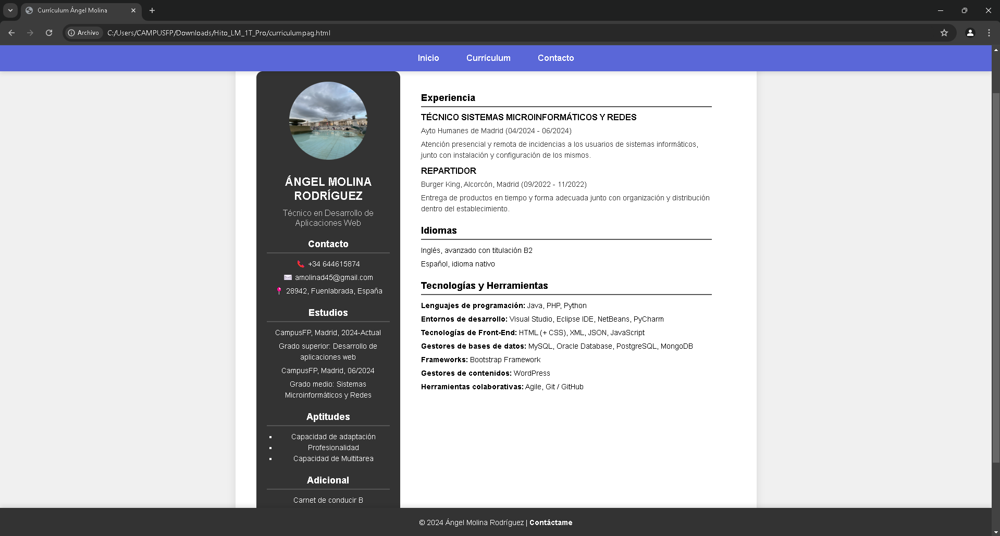 Currículum Ángel Molina
Archivo
C:/Users/CAMPUSFP/Downloads/Hito_LM_1T_Pro/curriculumpag.html
Inicio
Currículum
Contacto
ÁNGEL MOLINA
RODRÍGUEZ
Técnico en Desarrollo de
Aplicaciones Web
Contacto
+34 644615874
amolinad45@gmail.com
28942, Fuenlabrada, España
Estudios
CampusFP, Madrid, 2024-Actual
Grado superior: Desarrollo de
aplicaciones web
CampusFP, Madrid, 06/2024
Grado medio: Sistemas
Microinformáticos y Redes
Aptitudes
Capacidad de adaptación
Profesionalidad
Capacidad de Multitarea
Adicional
Carnet de conducir B
Experiencia
TÉCNICO SISTEMAS MICROINFORMÁTICOS Y REDES
Ayto Humanes de Madrid (04/2024 - 06/2024)
Atención presencial y remota de incidencias a los usuarios de sistemas informáticos,
junto con instalación y configuración de los mismos.
REPARTIDOR
Burger King, Alcorcón, Madrid (09/2022 - 11/2022)
Entrega de productos en tiempo y forma adecuada junto con organización y distribución
dentro del establecimiento.
Idiomas
Inglés, avanzado con titulación B2
Español, idioma nativo
Tecnologías y Herramientas
Lenguajes de programación: Java, PHP, Python
Entornos de desarrollo: Visual Studio, Eclipse IDE, NetBeans, PyCharm
Tecnologías de Front-End: HTML (+ CSS), XML, JSON, JavaScript
Gestores de bases de datos: MySQL, Oracle Database, PostgreSQL, MongoDB
Frameworks: Bootstrap Framework
Gestores de contenidos: WordPress
Herramientas colaborativas: Agile, Git / GitHub
© 2024 Ángel Molina Rodríguez | Contáctame